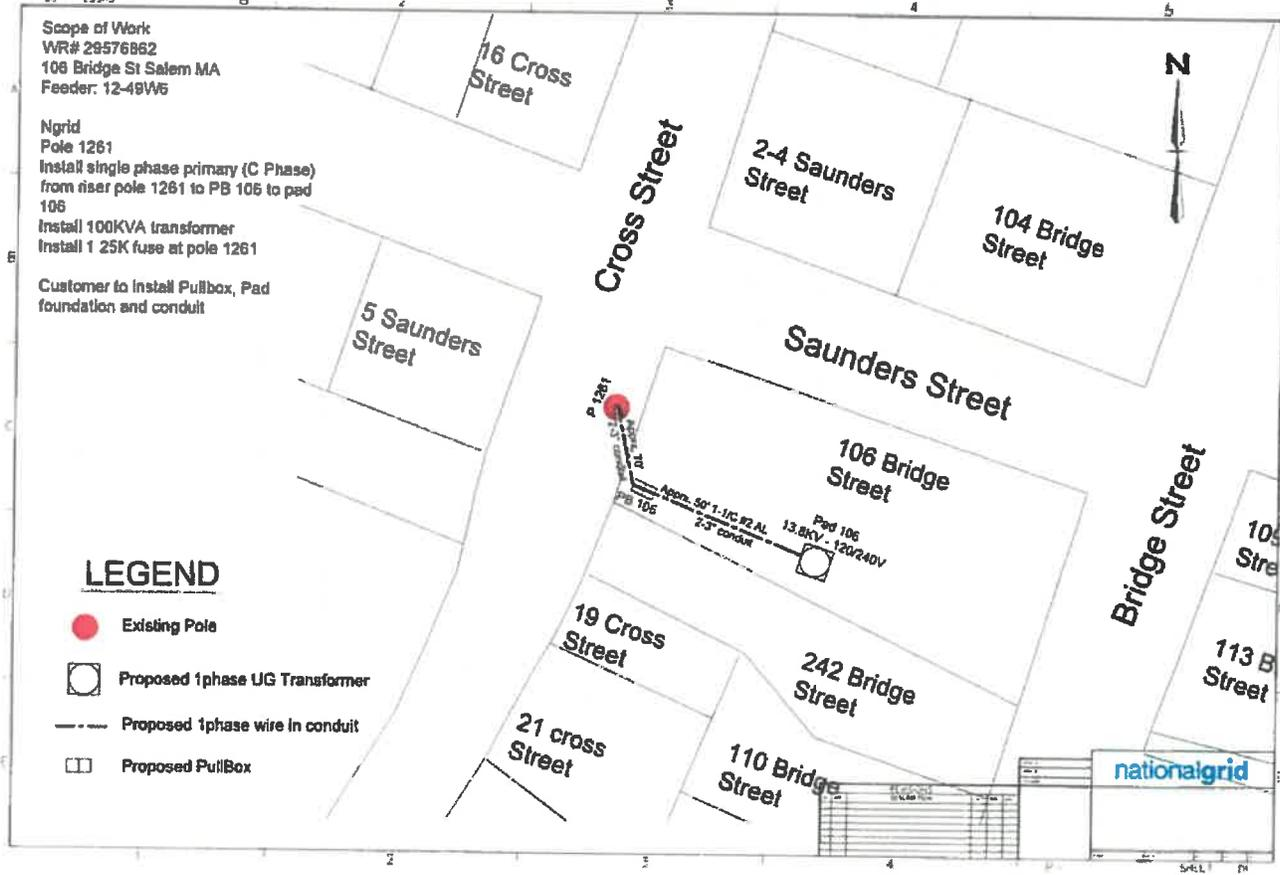 Scope of Work
WR# 29576862
106 Bridge St Salem MA
Feeder: 12-49W6
Ngrid
Pole 1261
Install single phase primary (C Phase)
from riser pole 1261 to PB 106 to pad
106
Install 100KVA transformer
Install 1 25K fuse at pole 1261
Customer to Install Pullbox, Pad
foundation and conduit
16 Cross
Street
Cross Street
2-4 Saunders
Street
104 Bridge
Street
N
5 Saunders
Street
Saunders Street
P 1261
Appx. 10'
2-3" conduit
PB 106
Appx. 50' 1-1/C #2 AL
2-3" conduit
106 Bridge
Street
Pad 106
13.8KV - 120/240V
Bridge Street
113 B
Street
19 Cross
Street
242 Bridge
Street
21 cross
Street
110 Bridge
Street
LEGEND
Existing Pole
Proposed 1phase UG Transformer
Proposed 1phase wire in conduit
Proposed PullBox
nationalgrid